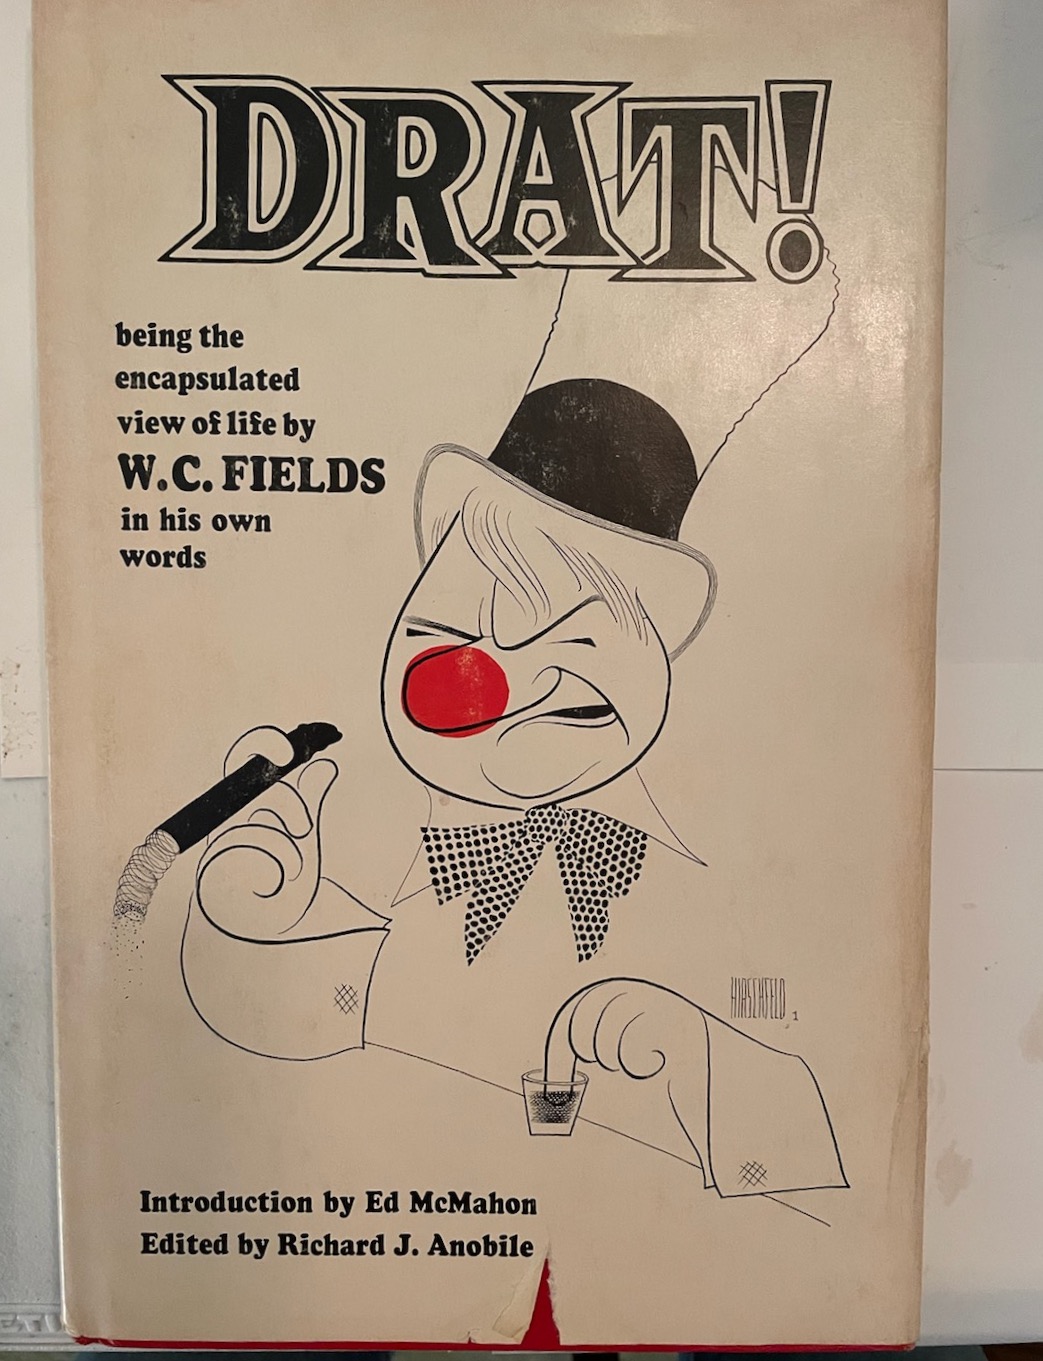 DRAT!
being the
encapsulated
view of life by
W.C. FIELDS
in his own
words
HIRSCHFELD
1
Introduction by Ed McMahon
Edited by Richard J. Anobile